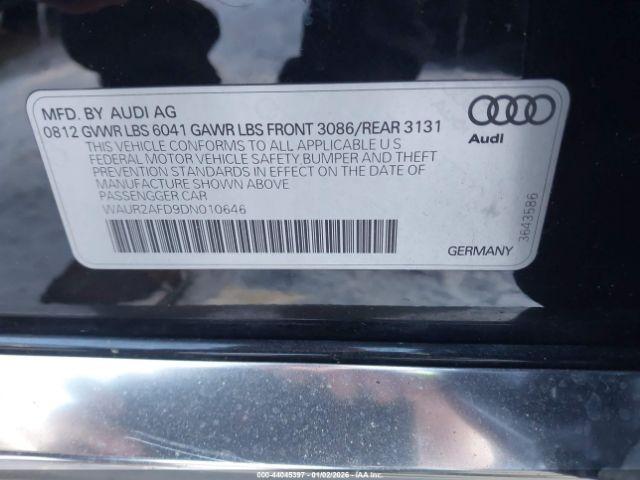 MFD. BY AUDI AG
0812 GVWR LBS 6041 GAWR LBS FRONT 3086/REAR 3131
THIS VEHICLE CONFORMS TO ALL APPLICABLE U S
FEDERAL MOTOR VEHICLE SAFETY BUMPER AND THEFT
PREVENTION STANDARDS IN EFFECT ON THE DATE OF
MANUFACTURE SHOWN ABOVE
PASSENGGER CAR
WAUR2AFD9DN010646
Audi
3643586
GERMANY
000-44045397 - 01/02/2026 - IAA Inc.